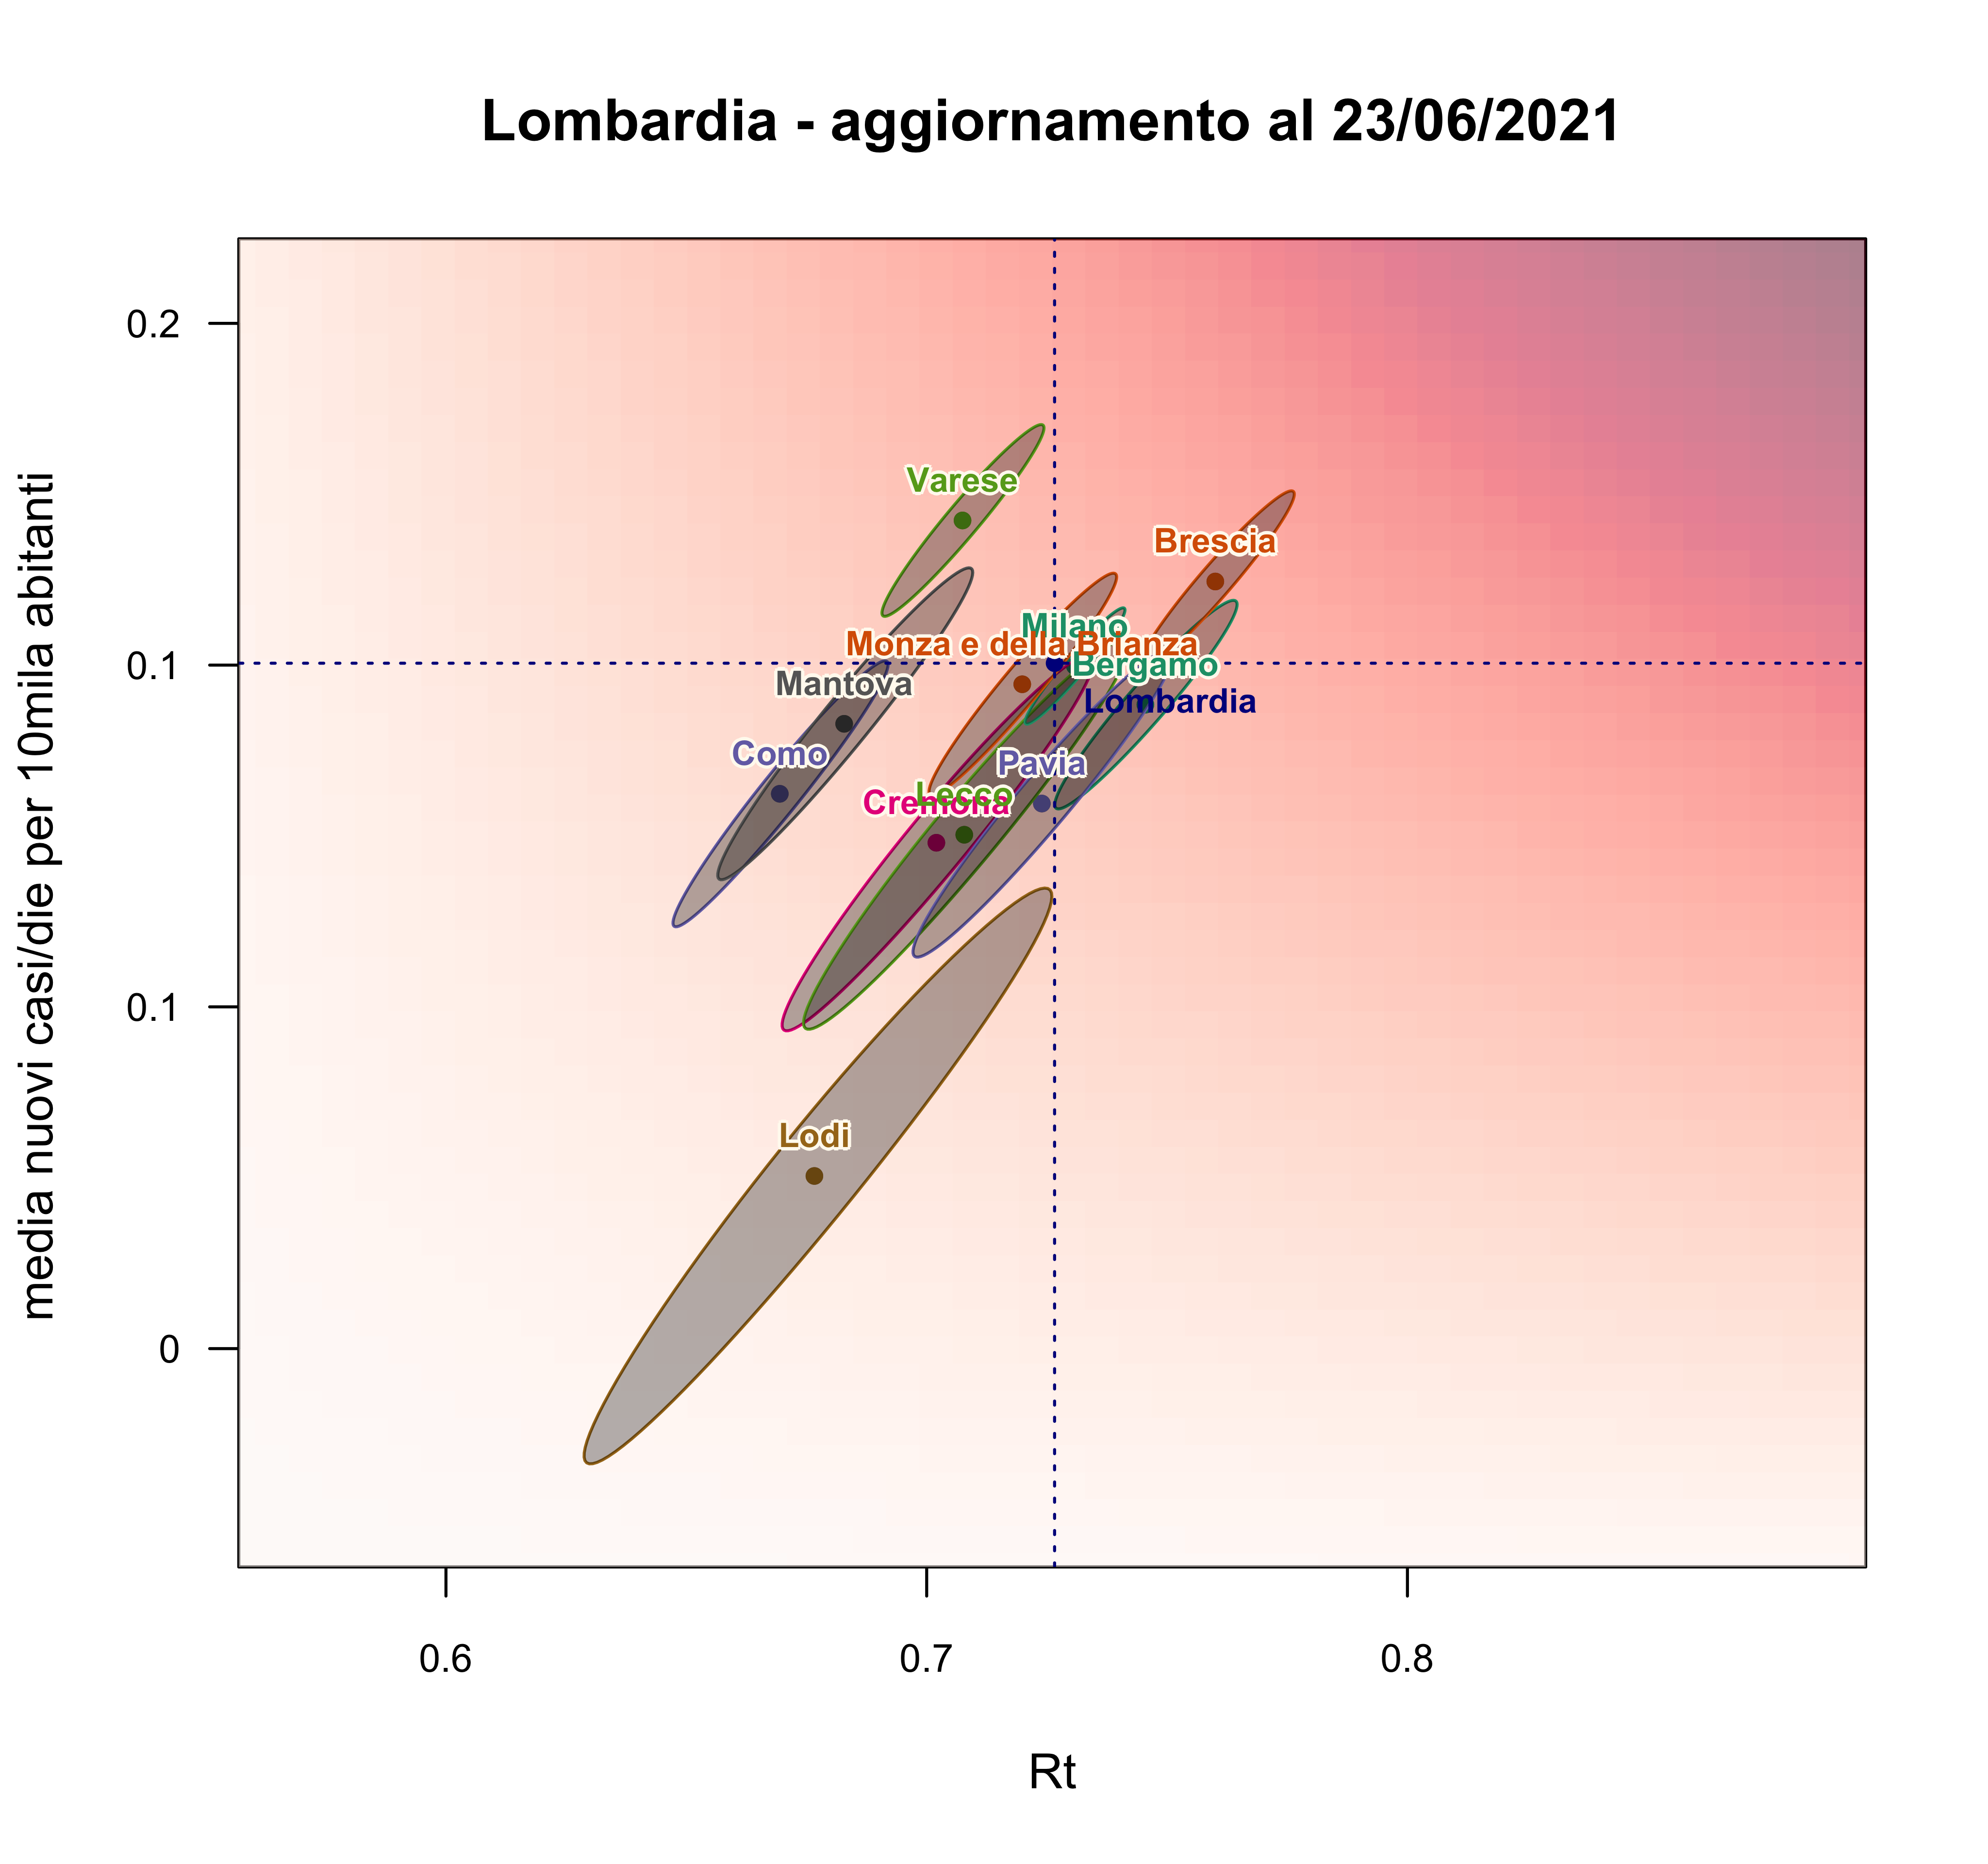 Lombardia - aggiornamento al 23/06/2021
media nuovi casi/die per 10mila abitanti
0.2
0.1
0.1
0
Varese
Brescia
Milano
Monza e della Brianza
Bergamo
Mantova
Lombardia
Como
Pavia
Lecco
Cremona
Lodi
0.6
0.7
0.8
Rt